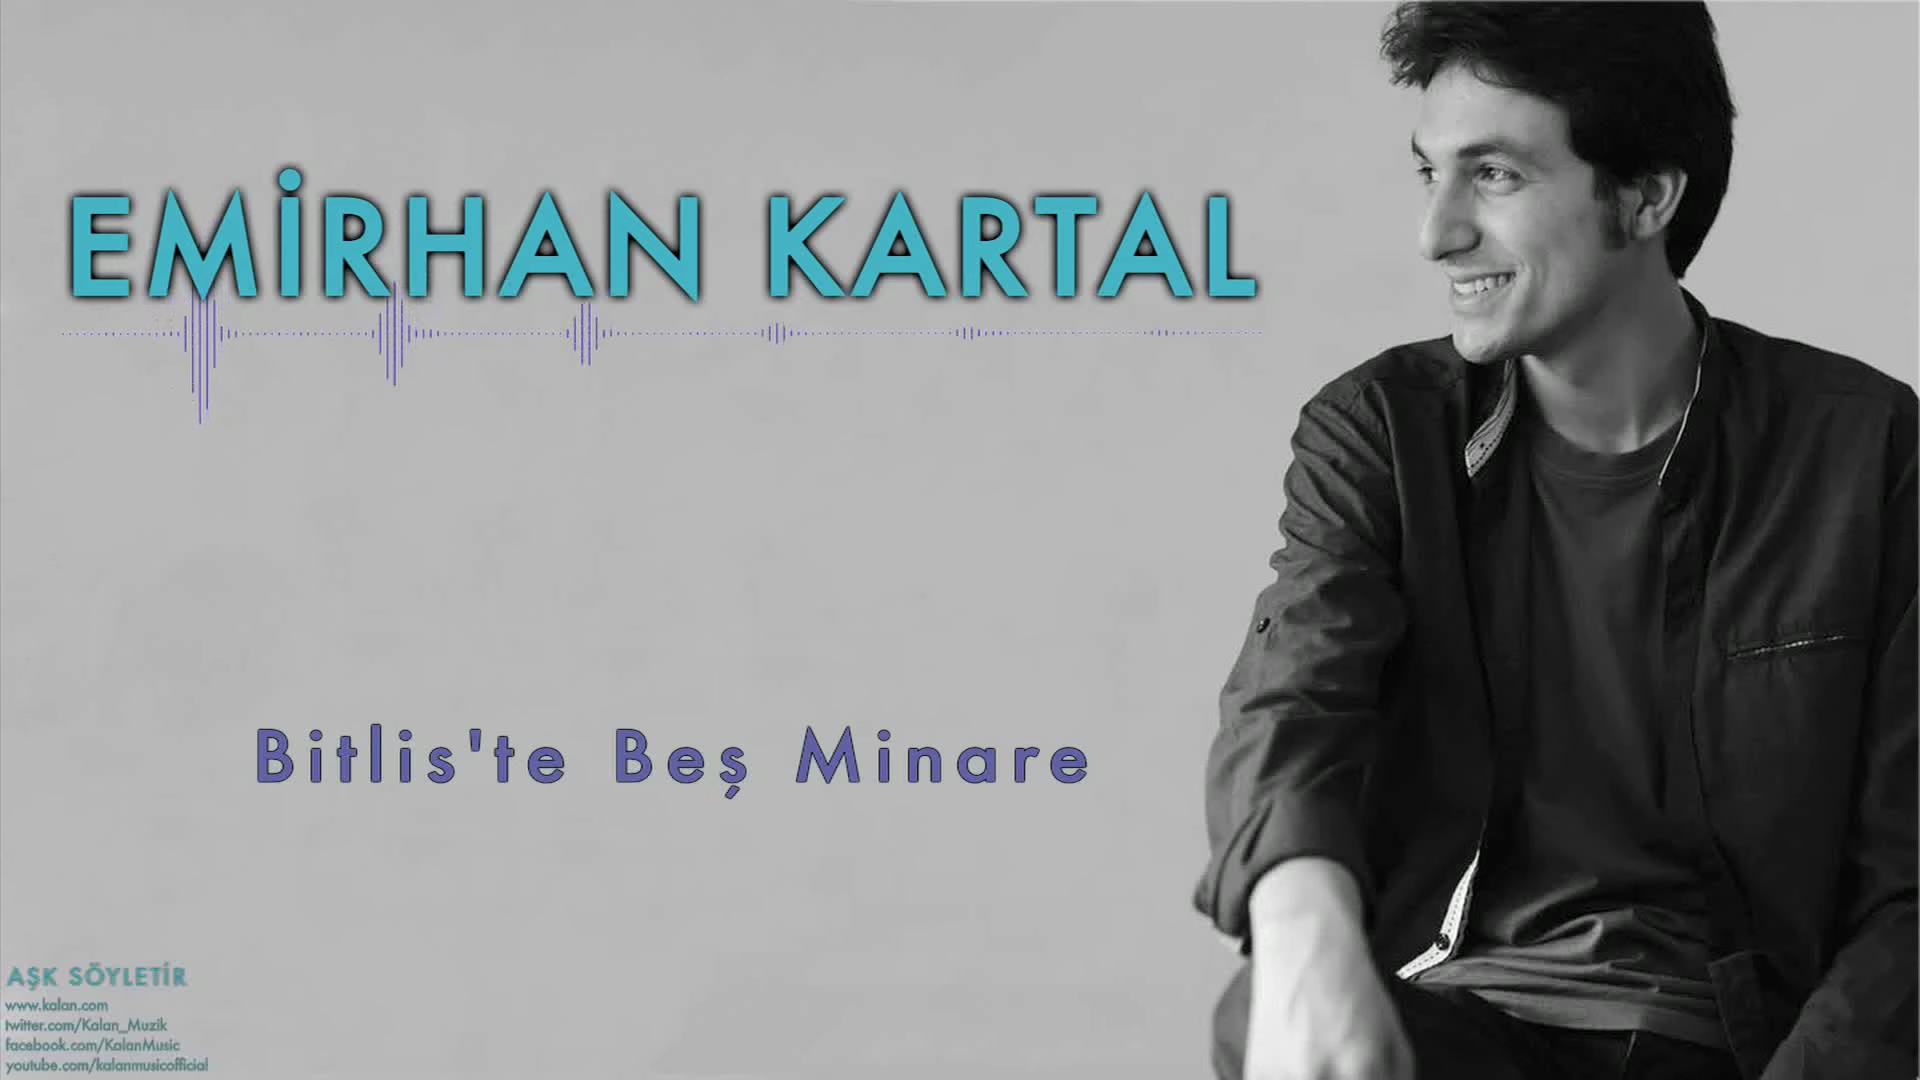 EMİRHAN KARTAL
Bitlis'te Beş Minare
AŞK SÖYLETİR
www.kalan.com
twitter.com/Kalan_Muzik
facebook.com/KalanMusic
youtube.com/kalanmusicofficial